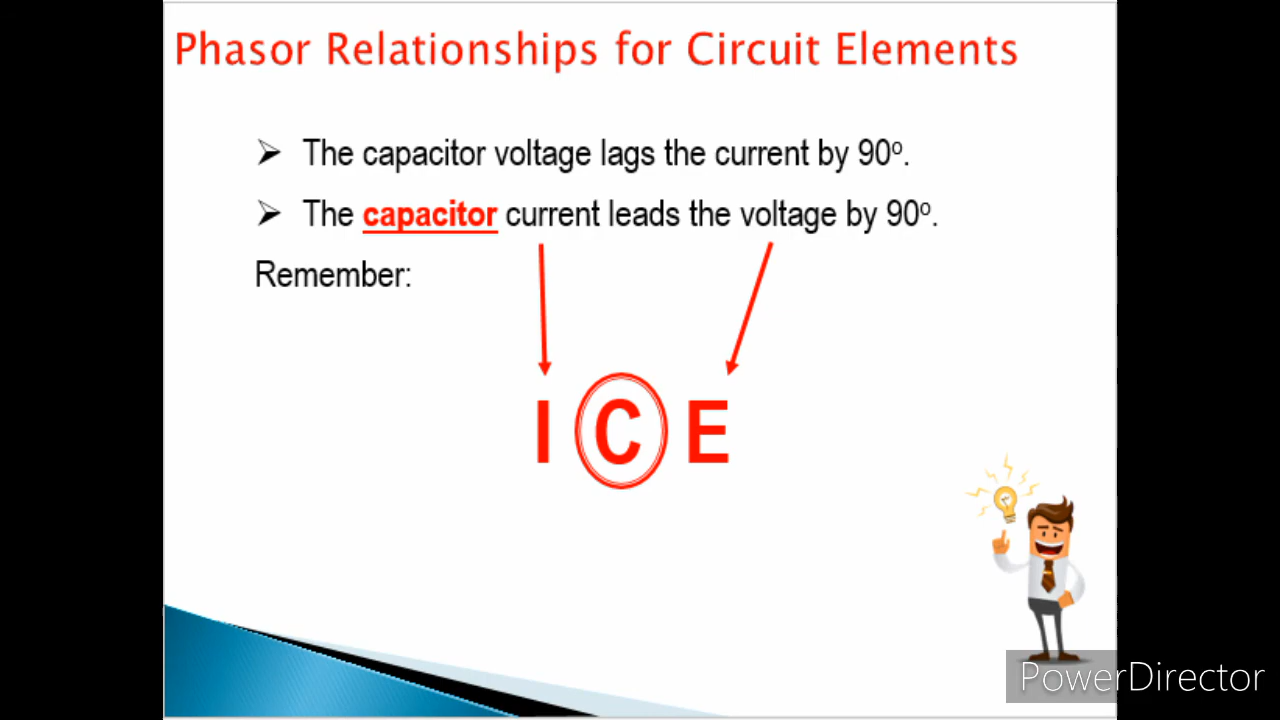 Phasor Relationships for Circuit Elements
➢ The capacitor voltage lags the current by 90º.
➢ The capacitor current leads the voltage by 90º.
Remember:
I C E
PowerDirector